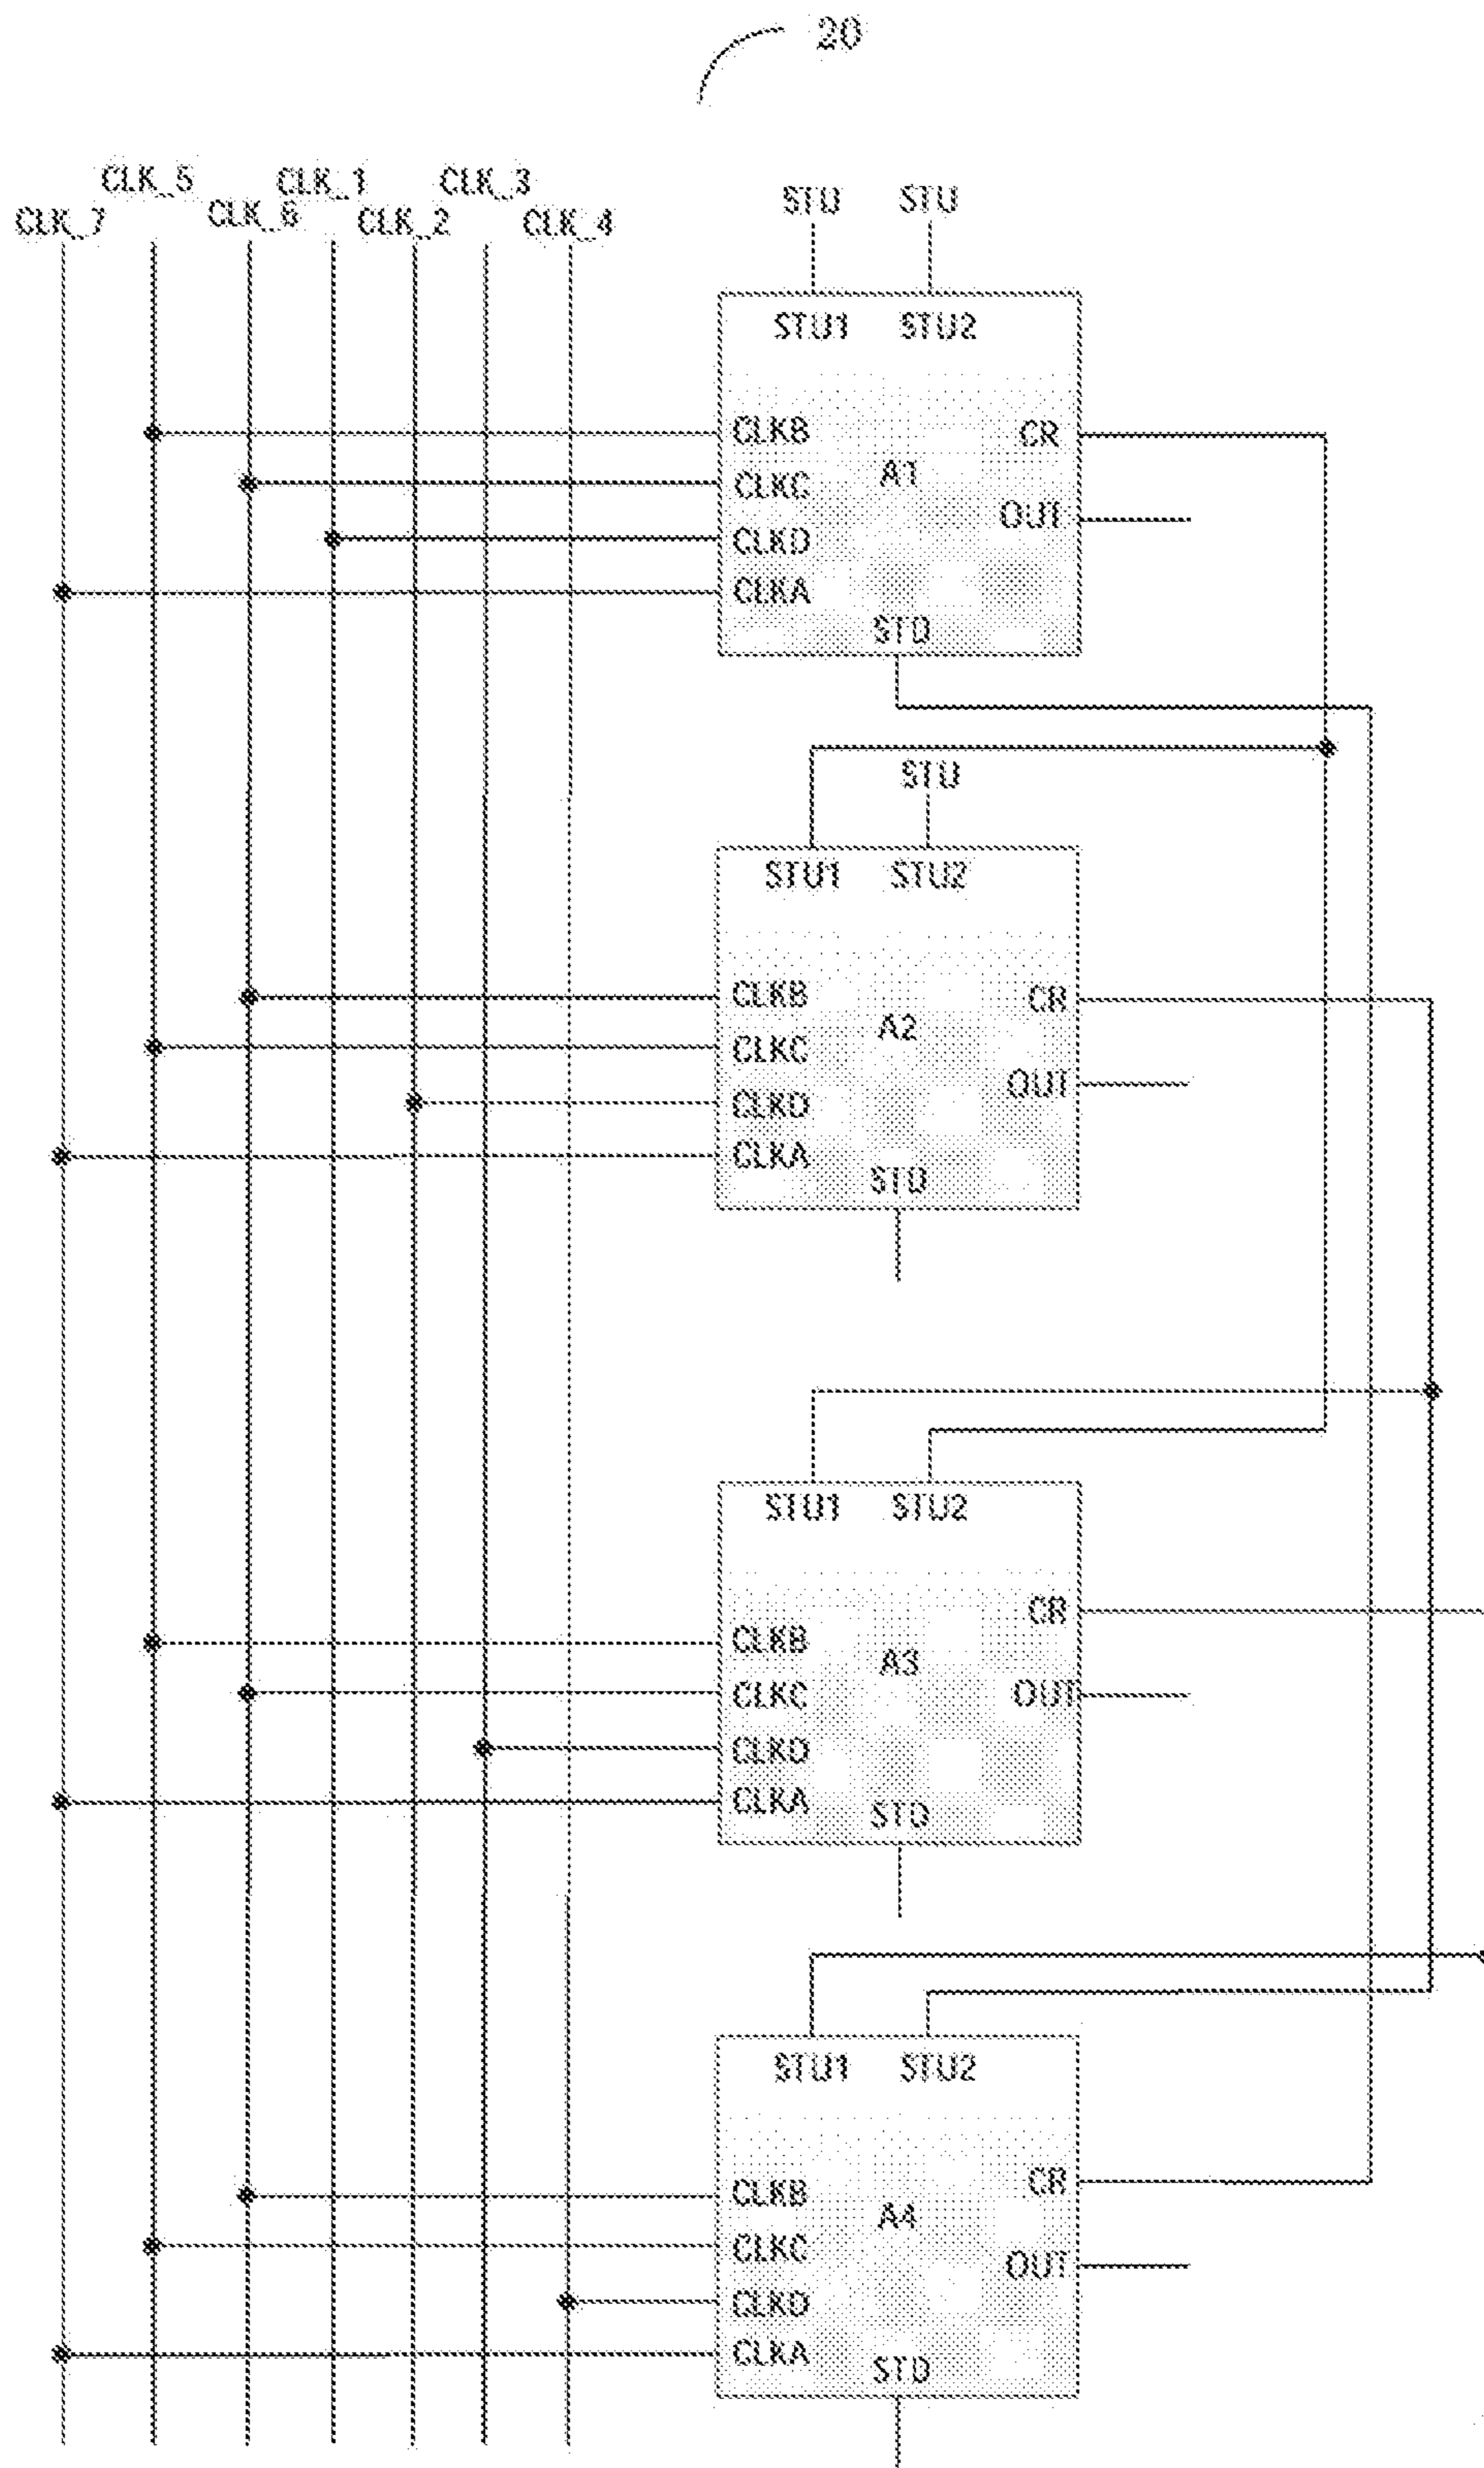 20
CLK_5 CLK_1 CLK_3
CLK_7 CLK_6 CLK_2 CLK_4
STU STU
STU1 STU2
CLKB CR
CLKC A1
CLKD OUT
CLKA
STD
STU
STU1 STU2
CLKB CR
CLKC A2
CLKD OUT
CLKA
STD
STU1 STU2
CLKB CR
CLKC A3
CLKD OUT
CLKA
STD
STU1 STU2
CLKB CR
CLKC A4
CLKD OUT
CLKA
STD